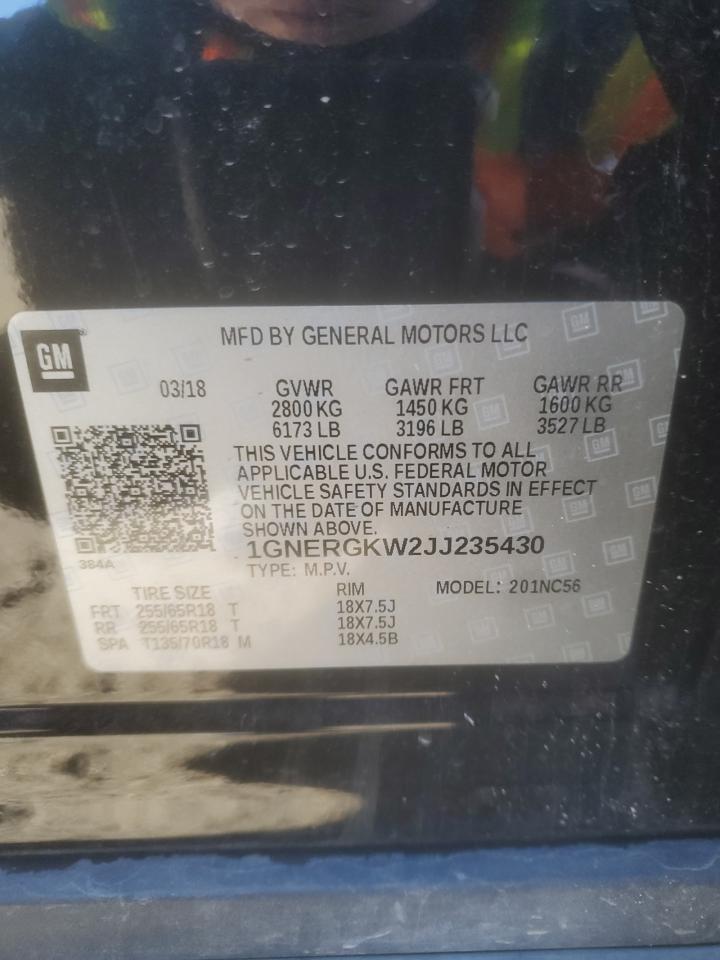 GM
MFD BY GENERAL MOTORS LLC
03/18 GVWR GAWR FRT GAWR RR
2800 KG 1450 KG 1600 KG
6173 LB 3196 LB 3527 LB
THIS VEHICLE CONFORMS TO ALL
APPLICABLE U.S. FEDERAL MOTOR
VEHICLE SAFETY STANDARDS IN EFFECT
ON THE DATE OF MANUFACTURE
SHOWN ABOVE.
1GNERGKW2JJ235430
384A
TYPE: M.P.V.
TIRE SIZE RIM MODEL: 201NC56
FRT 255/65R18 T 18X7.5J
RR 255/65R18 T 18X7.5J
SPA T135/70R18 M 18X4.5B